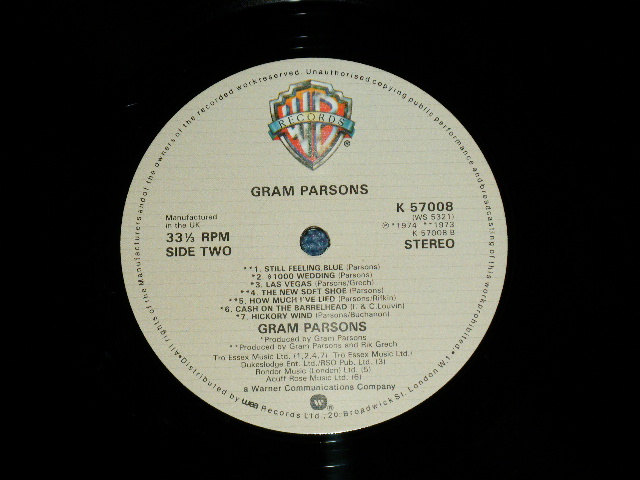 All rights of the Manufacturers and of the owners of the recorded work reserved. Unauthorised copying public performance and broadcasting of this work prohibited.
WB
RECORDS
®
GRAM PARSONS
Manufactured
in the UK
33⅓ RPM
SIDE TWO
K 57008
(WS 5321)
℗ *1974 **1973
K 57008 B
STEREO
**1. STILL FEELING BLUE (Parsons)
*2. $1000 WEDDING (Parsons)
*3. LAS VEGAS (Parsons/Grech)
**4. THE NEW SOFT SHOE (Parsons)
**5. HOW MUCH I'VE LIED (Parsons/Rifkin)
*6. CASH ON THE BARRELHEAD (I. & C. Louvin)
*7. HICKORY WIND (Parsons/Buchanon)
GRAM PARSONS
*Produced by Gram Parsons
**Produced by Gram Parsons and Rik Grech
Tro Essex Music Ltd. (1,2,4,7) Tro Essex Music Ltd./
Dukeslodge Ent. Ltd./RSO Pub. Ltd. (3)
Rondor Music (London) Ltd. (5)
Acuff Rose Music Ltd. (6)
a Warner Communications Company
W ®
Distributed by wea Records Ltd., 20 Broadwick St. London W.1.